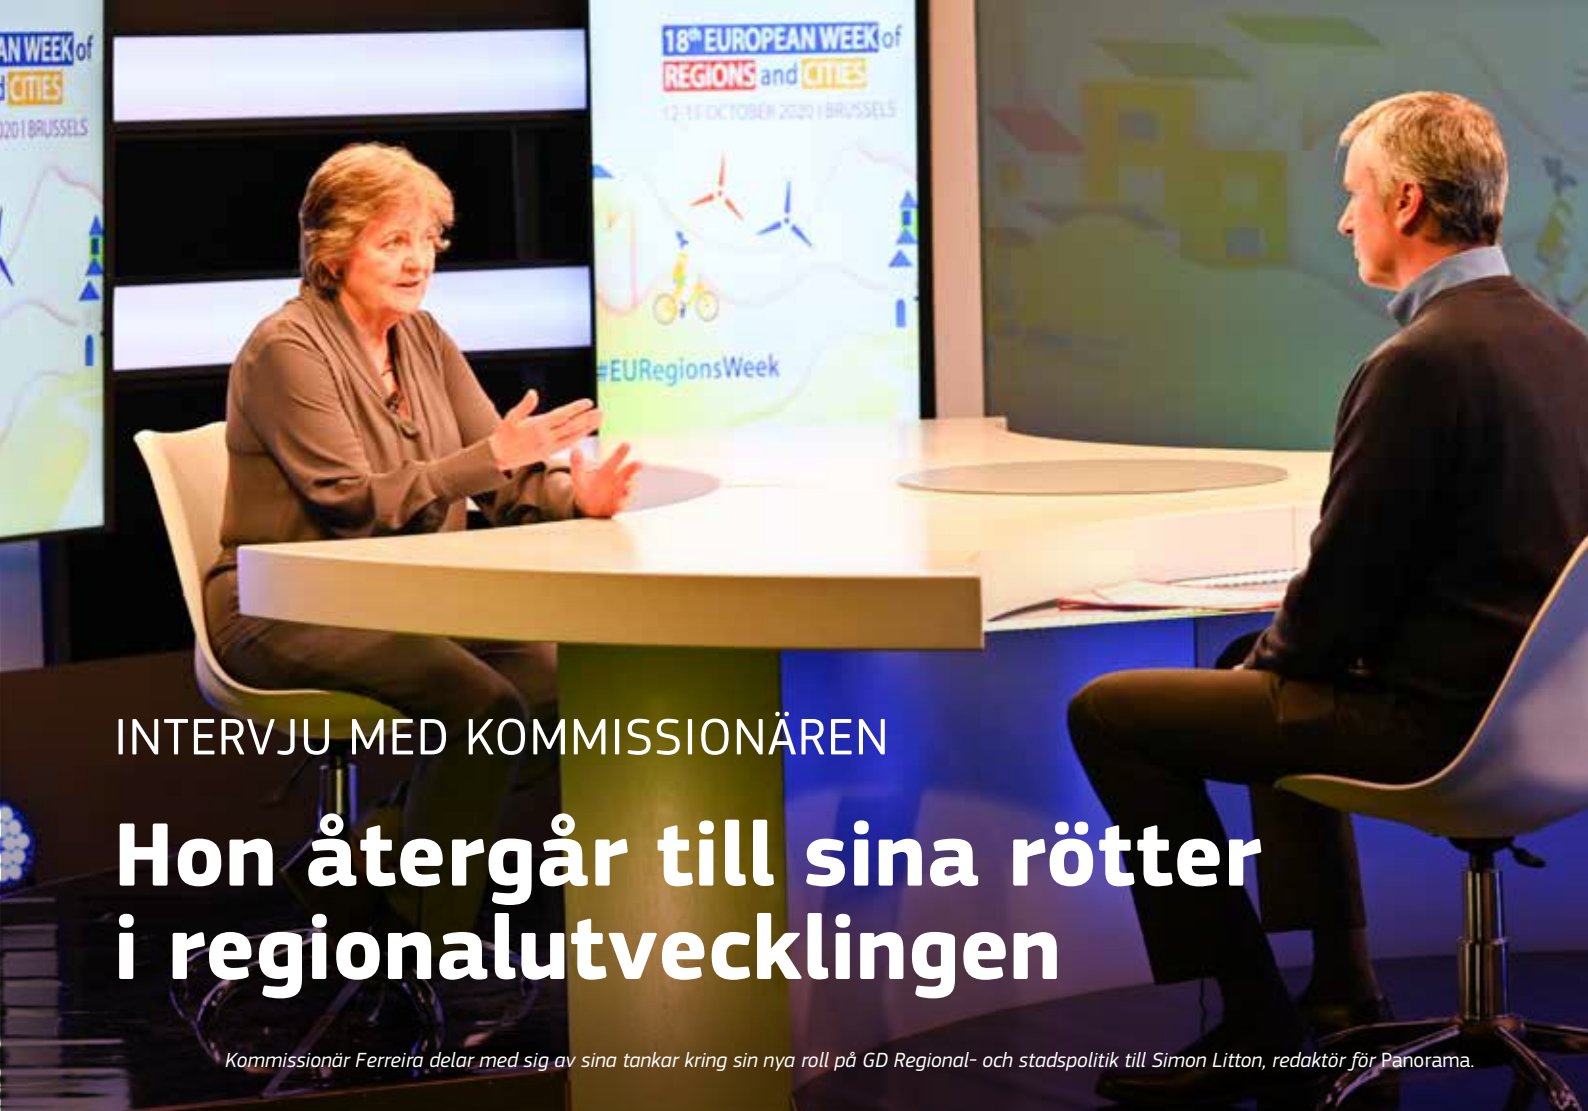 AN WEEK of
CITIES
2020 | BRUSSELS
18th EUROPEAN WEEK of
REGIONS and CITIES
12-15 OCTOBER 2020 | BRUSSELS
#EURegionsWeek
INTERVJU MED KOMMISSIONÄREN
Hon återgår till sina rötter
i regionalutvecklingen
Kommissionär Ferreira delar med sig av sina tankar kring sin nya roll på GD Regional- och stadspolitik till Simon Litton, redaktör för Panorama.